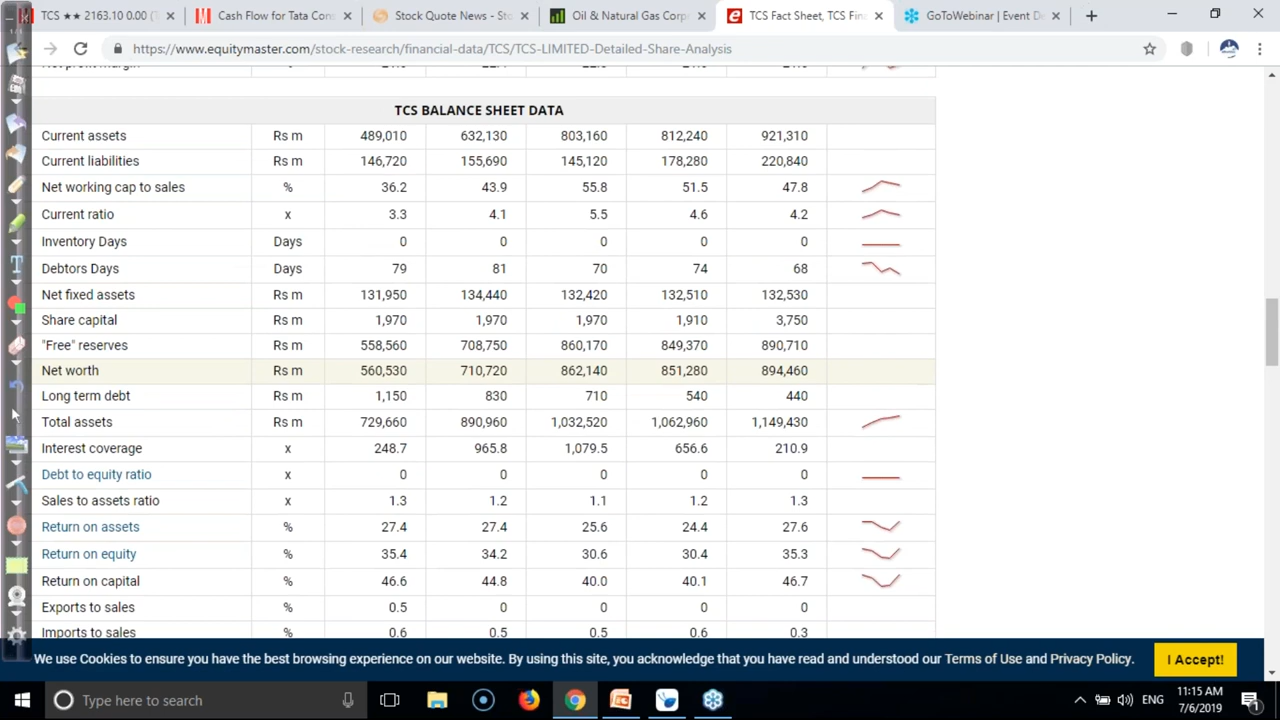 TCS ★★ 2163.10 0.00 (
Cash Flow for Tata Con
Stock Quote News - Sto
Oil & Natural Gas Corpr
TCS Fact Sheet, TCS Fin
GoToWebinar | Event De
https://www.equitymaster.com/stock-research/financial-data/TCS/TCS-LIMITED-Detailed-Share-Analysis
TCS BALANCE SHEET DATA
Current assets Rs m 489,010 632,130 803,160 812,240 921,310
Current liabilities Rs m 146,720 155,690 145,120 178,280 220,840
Net working cap to sales % 36.2 43.9 55.8 51.5 47.8
Current ratio x 3.3 4.1 5.5 4.6 4.2
Inventory Days Days 0 0 0 0 0
Debtors Days Days 79 81 70 74 68
Net fixed assets Rs m 131,950 134,440 132,420 132,510 132,530
Share capital Rs m 1,970 1,970 1,970 1,910 3,750
"Free" reserves Rs m 558,560 708,750 860,170 849,370 890,710
Net worth Rs m 560,530 710,720 862,140 851,280 894,460
Long term debt Rs m 1,150 830 710 540 440
Total assets Rs m 729,660 890,960 1,032,520 1,062,960 1,149,430
Interest coverage x 248.7 965.8 1,079.5 656.6 210.9
Debt to equity ratio x 0 0 0 0 0
Sales to assets ratio x 1.3 1.2 1.1 1.2 1.3
Return on assets % 27.4 27.4 25.6 24.4 27.6
Return on equity % 35.4 34.2 30.6 30.4 35.3
Return on capital % 46.6 44.8 40.0 40.1 46.7
Exports to sales % 0.5 0 0 0 0
Imports to sales % 0.6 0.5 0.5 0.6 0.3
We use Cookies to ensure you have the best browsing experience on our website. By using this site, you acknowledge that you have read and understood our Terms of Use and Privacy Policy.
I Accept!
Type here to search
ENG
11:15 AM
7/6/2019